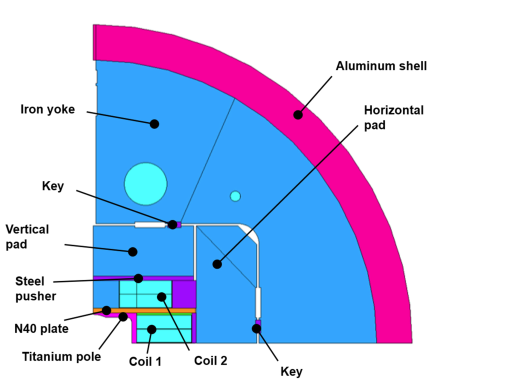 Aluminum shell
Iron yoke
Horizontal
pad
Key
Vertical
pad
Steel
pusher
N40 plate
Titanium pole
Coil 1
Coil 2
Key